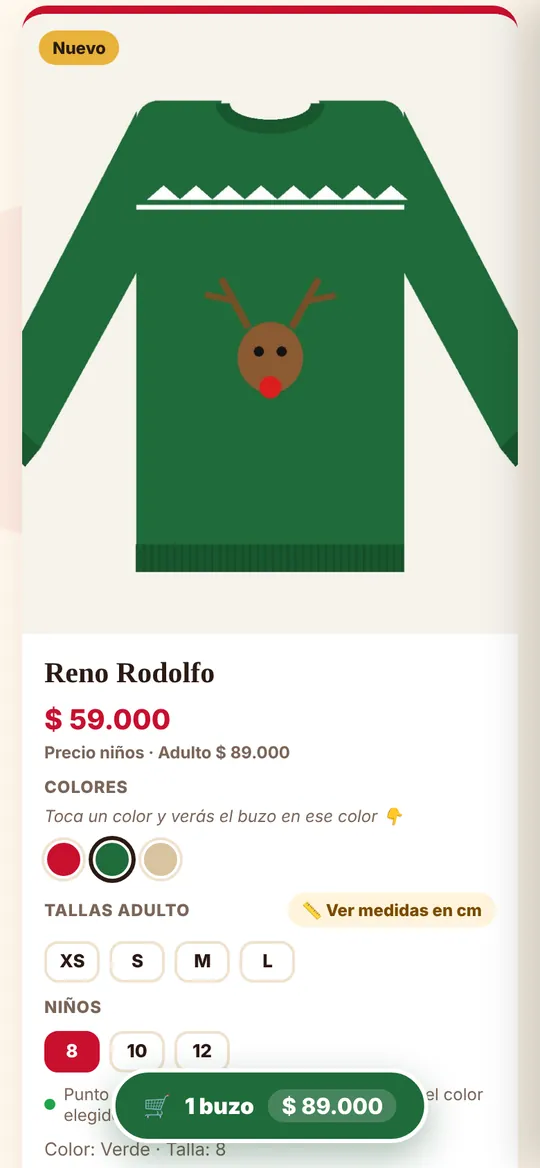 Nuevo
Reno Rodolfo
$ 59.000
Precio niños · Adulto $ 89.000
COLORES
Toca un color y verás el buzo en ese color 👇
TALLAS ADULTO
📏 Ver medidas en cm
XS S M L
NIÑOS
8 10 12
Punto
el color
elegid
🛒 1 buzo $ 89.000
Color: Verde · Talla: 8